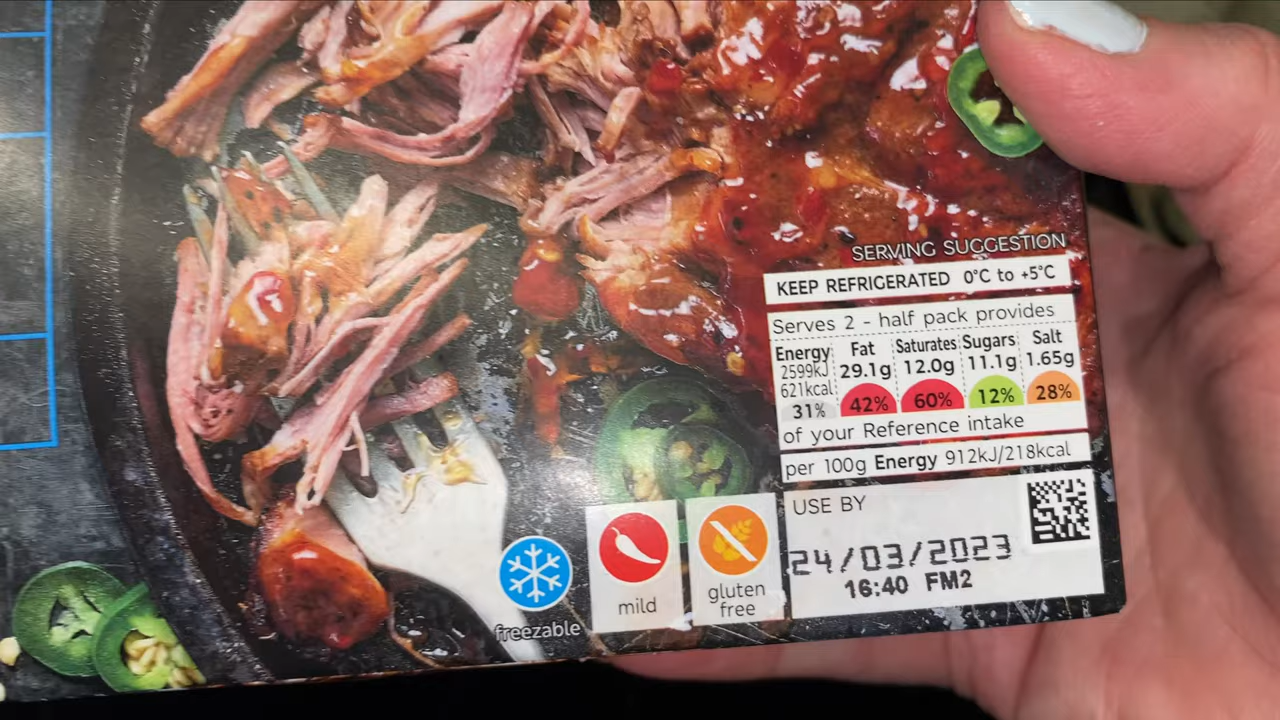 SERVING SUGGESTION
KEEP REFRIGERATED 0°C to +5°C
Serves 2 - half pack provides
Energy Fat Saturates Sugars Salt
2599kJ 29.1g 12.0g 11.1g 1.65g
621kcal
31% 42% 60% 12% 28%
of your Reference intake
per 100g Energy 912kJ/218kcal
USE BY
24/03/2023
16:40 FM2
freezable
mild
gluten
free